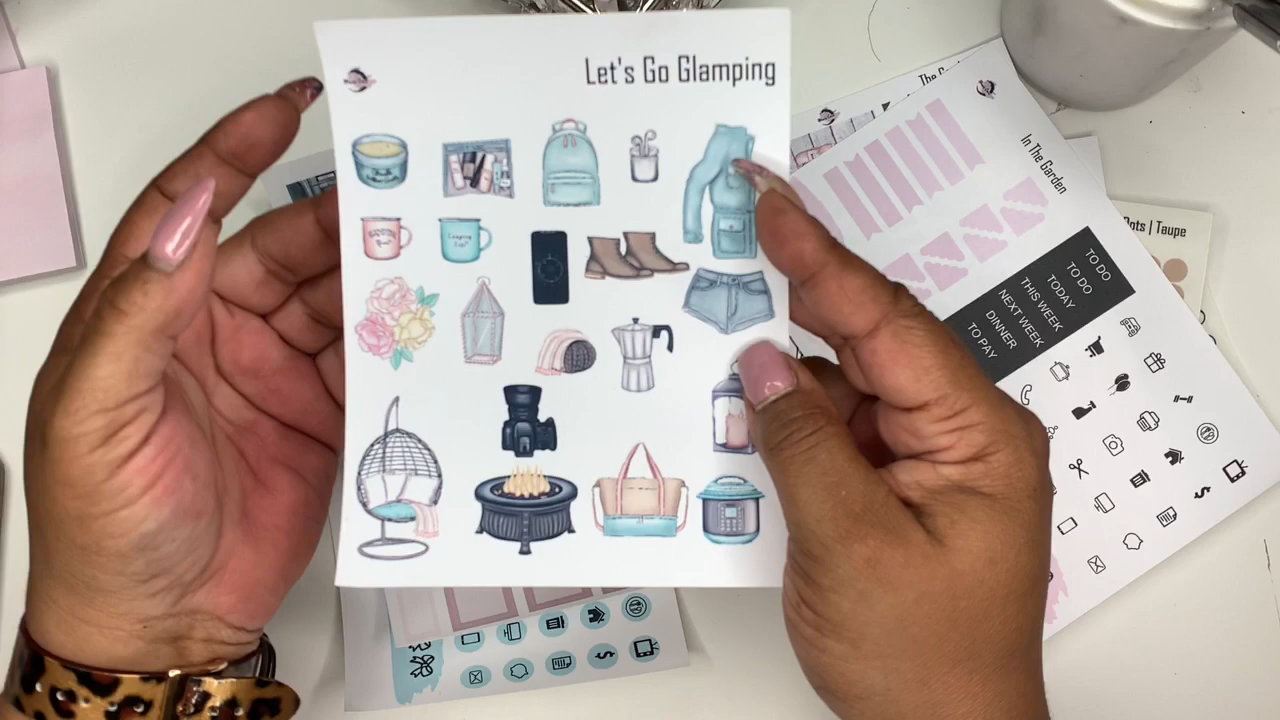 Let's Go Glamping
In The Garden
Dots | Taupe
TO DO
TO DO
TODAY
THIS WEEK
NEXT WEEK
DINNER
TO PAY